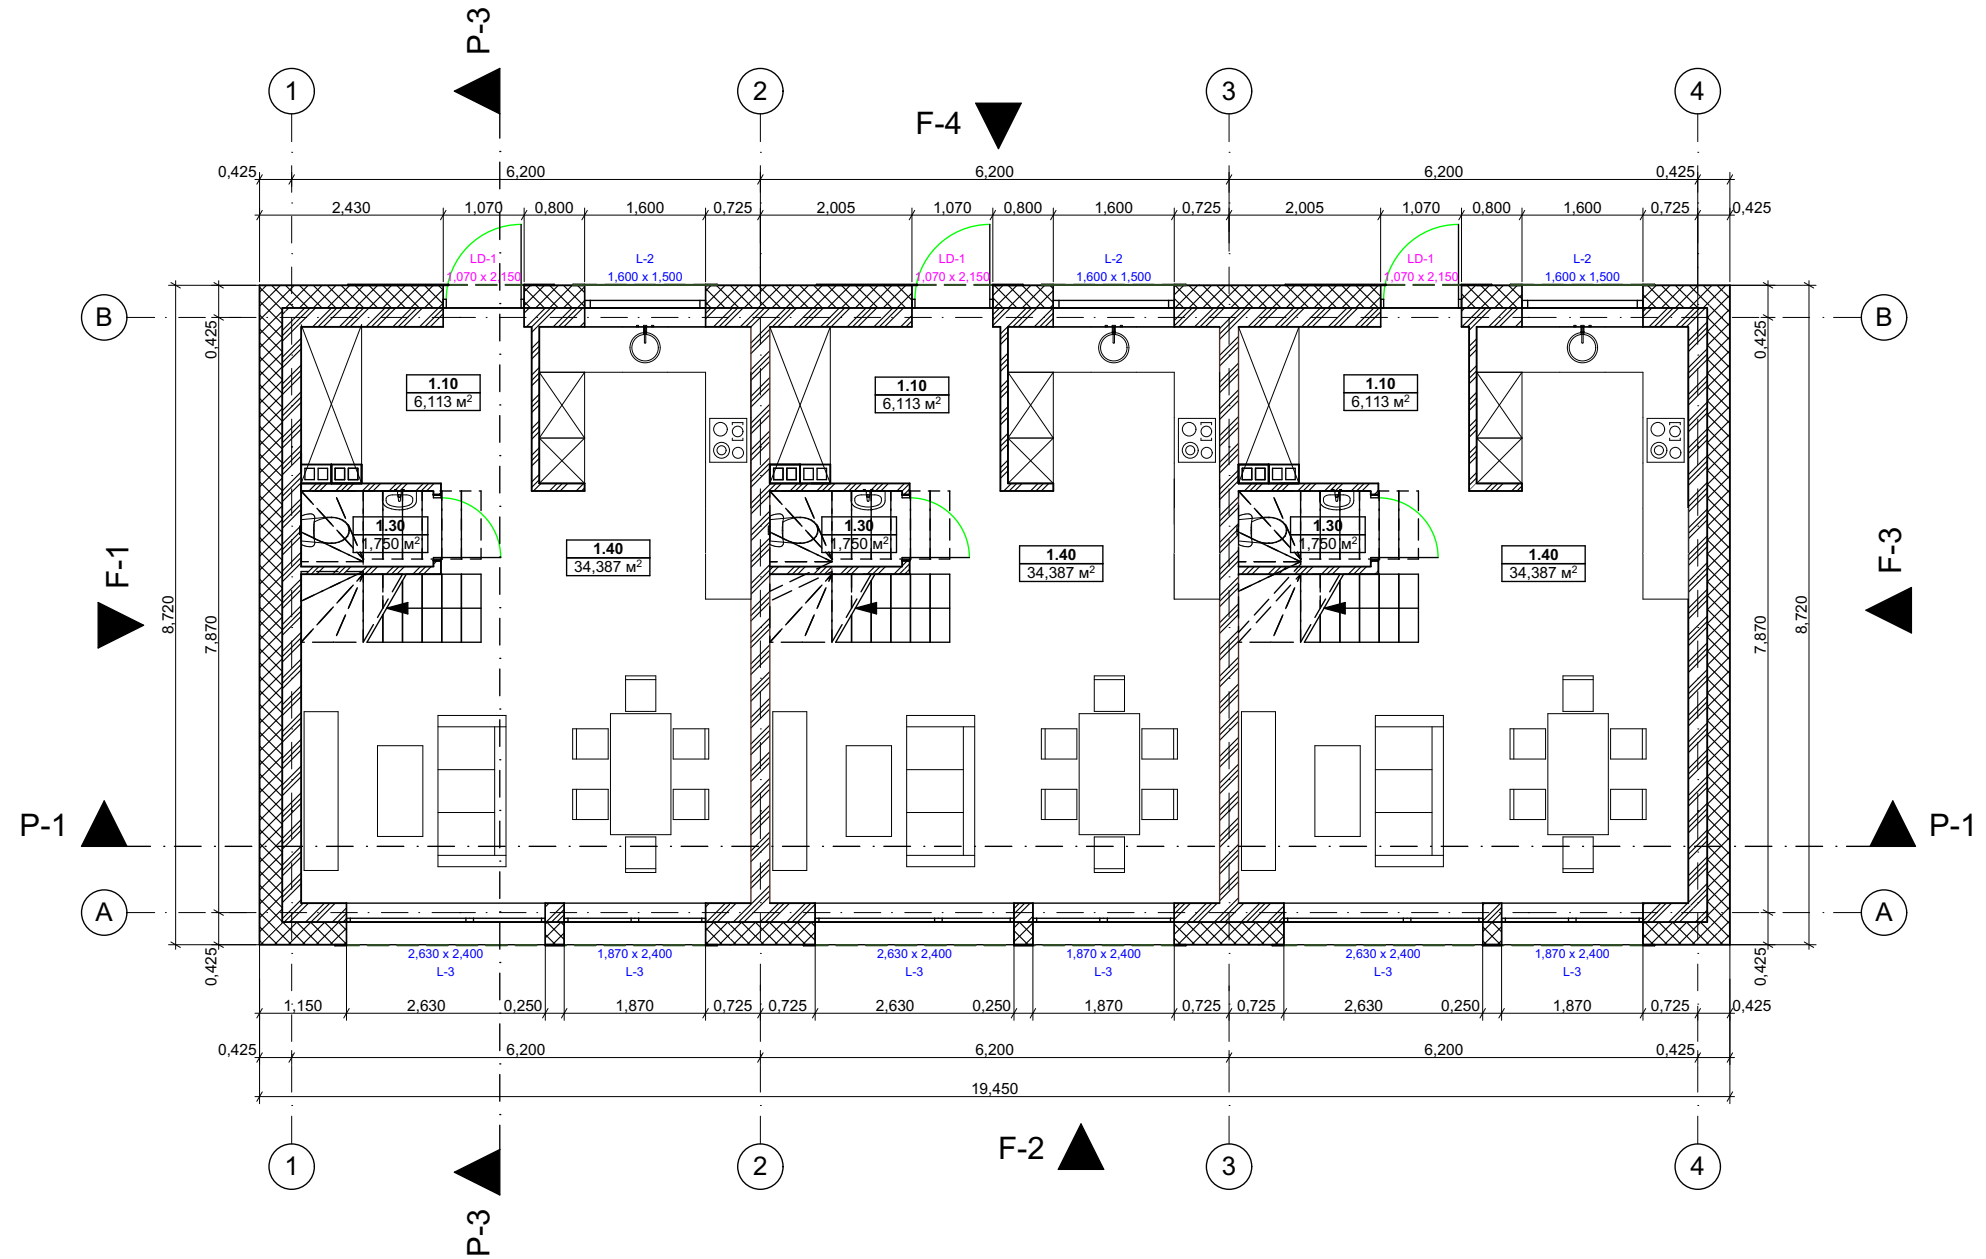 P-3
1
2
3
4
F-4
0,425
6,200
6,200
6,200
0,425
2,430
1,070
0,800
1,600
0,725
2,005
1,070
0,800
1,600
0,725
2,005
1,070
0,800
1,600
0,725
0,425
LD-1
1,070 x 2,150
L-2
1,600 x 1,500
LD-1
1,070 x 2,150
L-2
1,600 x 1,500
LD-1
1,070 x 2,150
L-2
1,600 x 1,500
B
B
0,425
0,425
1.10
6,113 м²
1.10
6,113 м²
1.10
6,113 м²
1.30
1,750 м²
1.40
34,387 м²
1.30
1,750 м²
1.40
34,387 м²
1.30
1,750 м²
1.40
34,387 м²
F-1
F-3
8,720
7,870
7,870
8,720
P-1
P-1
A
A
0,425
0,425
2,630 x 2,400
L-3
1,870 x 2,400
L-3
2,630 x 2,400
L-3
1,870 x 2,400
L-3
2,630 x 2,400
L-3
1,870 x 2,400
L-3
1,150
2,630
0,250
1,870
0,725
0,725
2,630
0,250
1,870
0,725
0,725
2,630
0,250
1,870
0,725
0,425
0,425
6,200
6,200
6,200
0,425
19,450
1
2
F-2
3
4
P-3